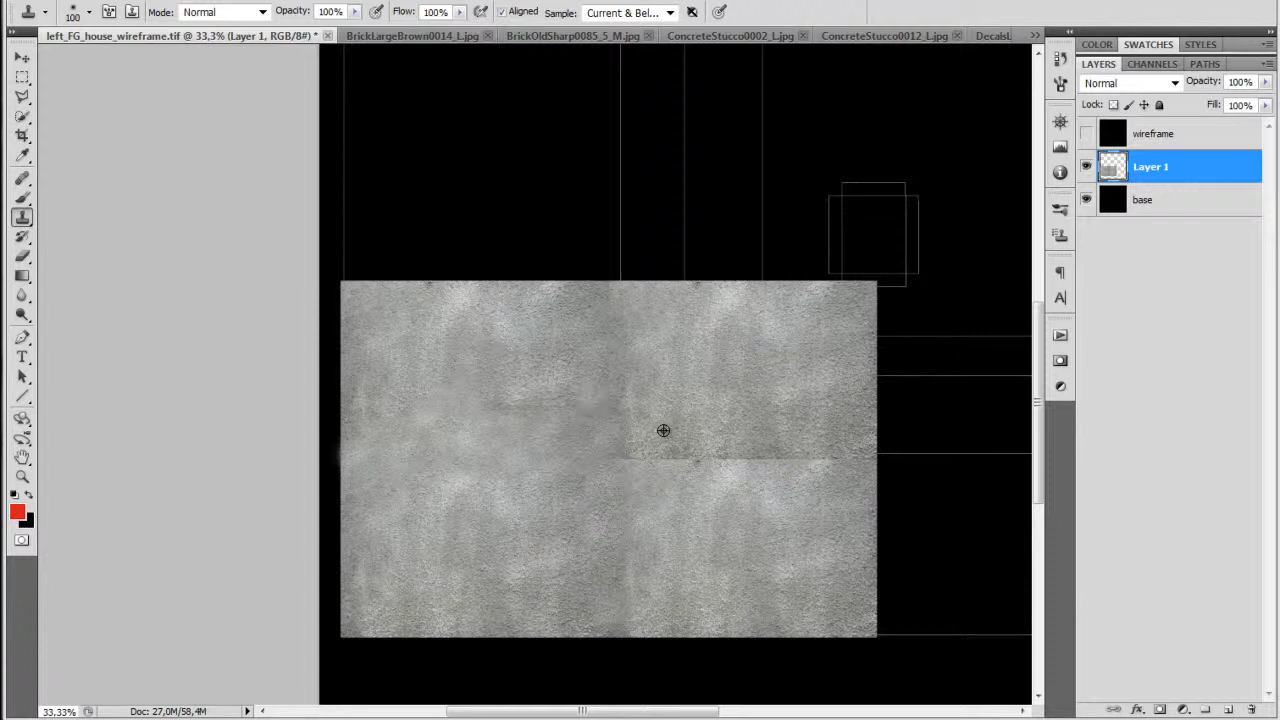 100 Mode: Normal Opacity: 100% Flow: 100% Aligned Sample: Current & Bel...
left_FG_house_wireframe.tif @ 33,3% (Layer 1, RGB/8#) * BrickLargeBrown0014_L.jpg BrickOldSharp0085_5_M.jpg ConcreteStucco0002_L.jpg ConcreteStucco0012_L.jpg DecalsL
COLOR SWATCHES STYLES
LAYERS CHANNELS PATHS
Normal Opacity: 100%
Lock: Fill: 100%
wireframe
Layer 1
base
33,33% Doc: 27,0M/58,4M